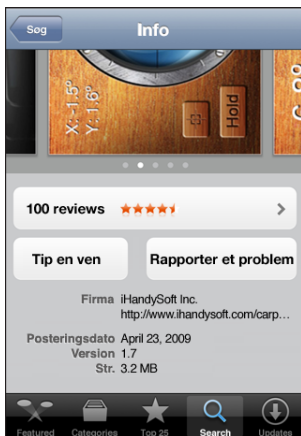 Søg
Info
X: -1.5°
Y: 1.6°
Hold
100 reviews
Tip en ven
Rapporter et problem
Firma iHandySoft Inc.
http://www.ihandysoft.com/carp...
Posteringsdato April 23, 2009
Version 1.7
Str. 3.2 MB
Featured
Categories
Top 25
Search
Updates